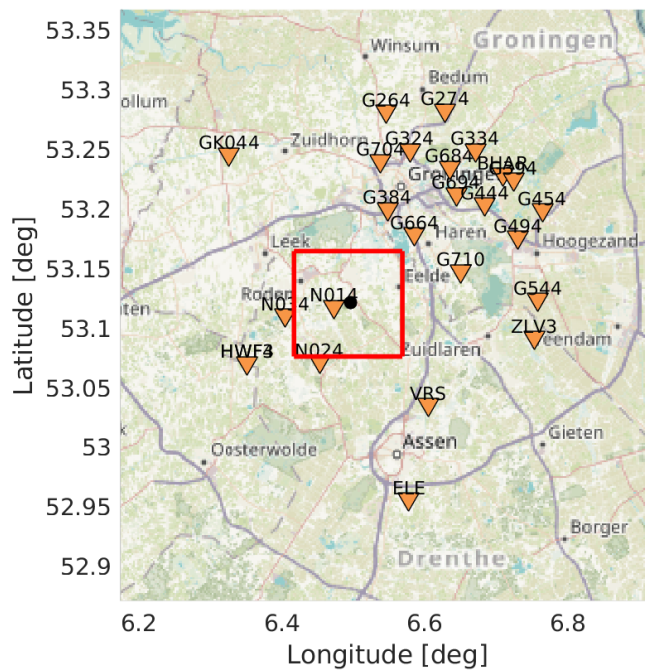 Latitude [deg]
53.35
53.3
53.25
53.2
53.15
53.1
53.05
53
52.95
52.9
Groningen
Winsum
Bedum
ollum
G264
G274
GK044
Zuidhorn
G324
G334
G704
G684
BHAR
Groninge
G694
G384
G444
G454
G664
Haren
G494
Hoogezand
Leek
G710
Roden
N014
Eelde
G544
N034
ZLV3
eendam
nten
N024
Zuidlaren
VRS
Oosterwolde
Assen
Gieten
ELE
Borger
Drenthe
6.2
6.4
6.6
6.8
Longitude [deg]